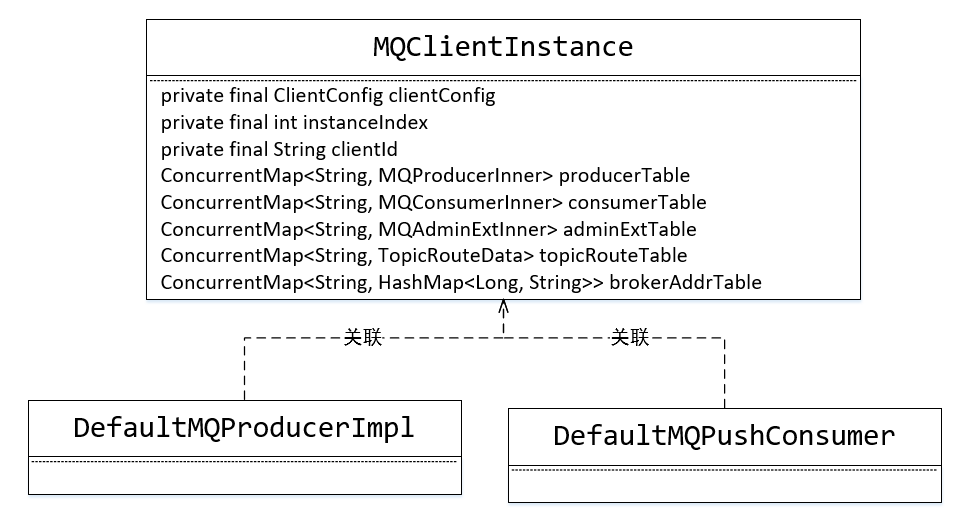 MQClientInstance
private final ClientConfig clientConfig
private final int instanceIndex
private final String clientId
ConcurrentMap<String, MQProducerInner> producerTable
ConcurrentMap<String, MQConsumerInner> consumerTable
ConcurrentMap<String, MQAdminExtInner> adminExtTable
ConcurrentMap<String, TopicRouteData> topicRouteTable
ConcurrentMap<String, HashMap<Long, String>> brokerAddrTable
关联
关联
DefaultMQProducerImpl
DefaultMQPushConsumer